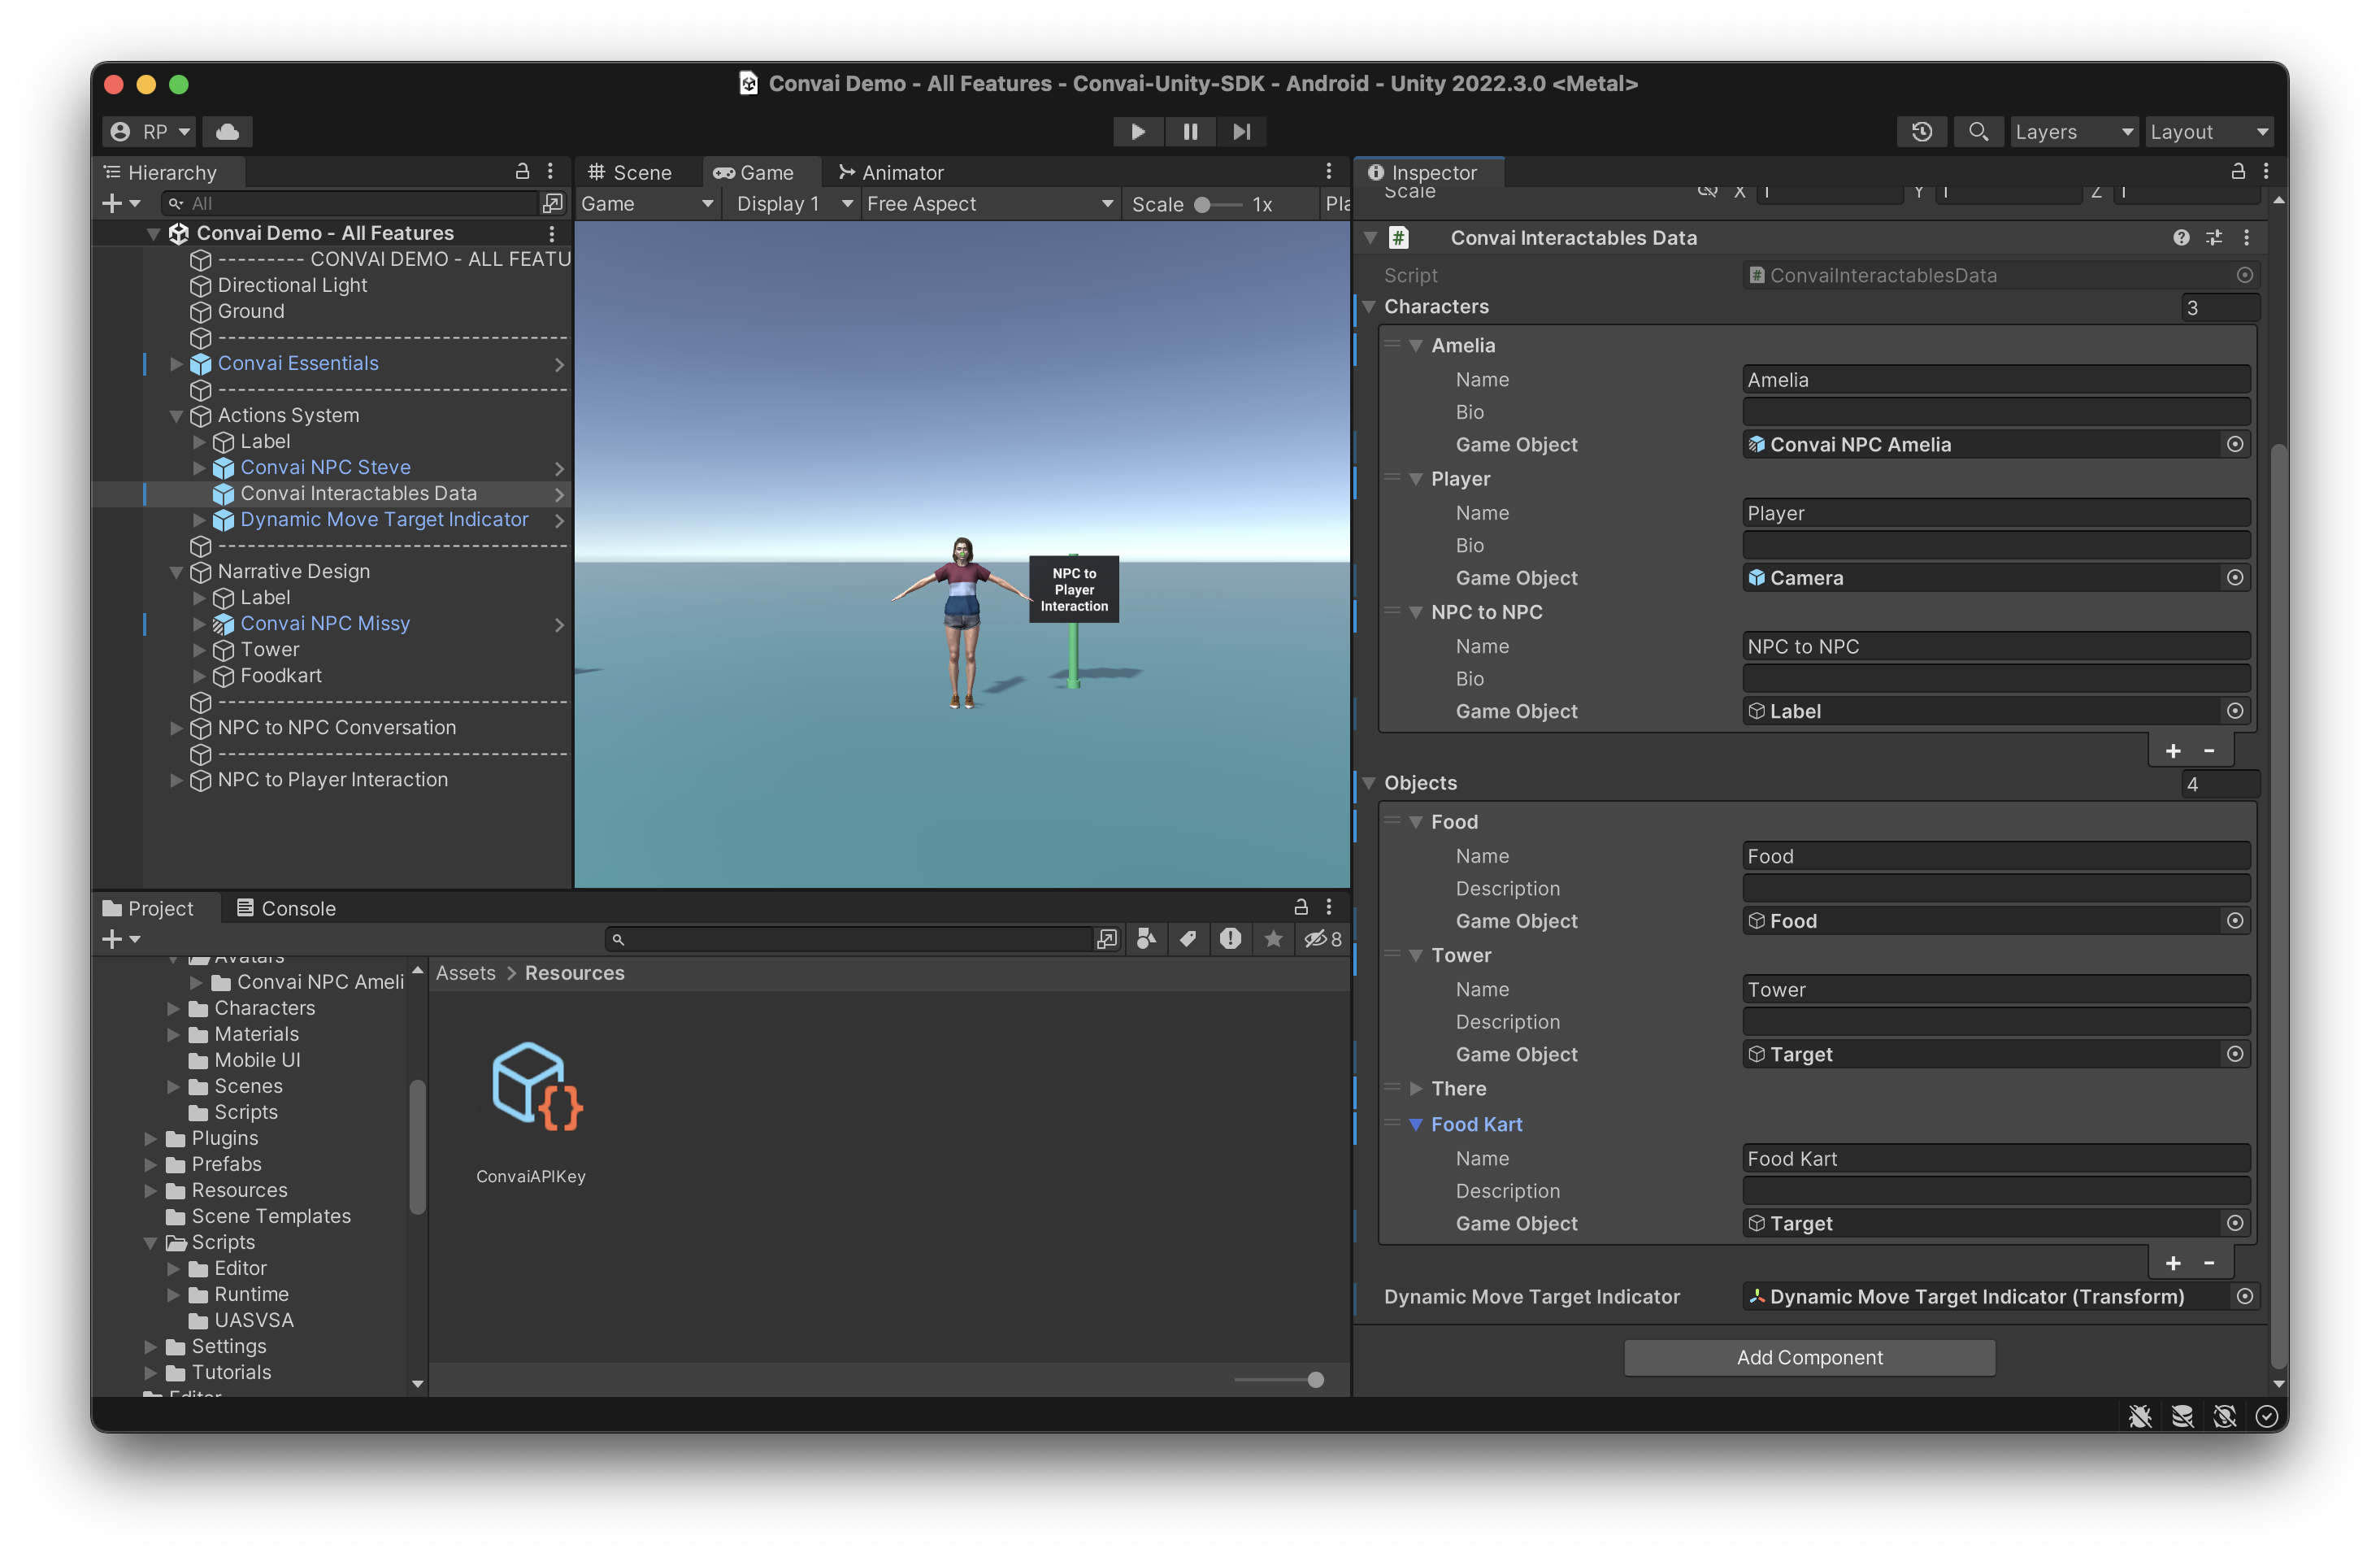 Convai Demo - All Features - Convai-Unity-SDK - Android - Unity 2022.3.0 <Metal>
RP
Layers
Layout
Hierarchy
All
Convai Demo - All Features
--------- CONVAI DEMO - ALL FEATU
Directional Light
Ground
Convai Essentials
Actions System
Label
Convai NPC Steve
Convai Interactables Data
Dynamic Move Target Indicator
Narrative Design
Label
Convai NPC Missy
Tower
Foodkart
NPC to NPC Conversation
NPC to Player Interaction
Scene
Game
Animator
Game
Display 1
Free Aspect
Scale
1x
Pla
NPC to
Player
Interaction
Project
Console
8
Avatars
Convai NPC Ameli
Characters
Materials
Mobile UI
Scenes
Scripts
Plugins
Prefabs
Resources
Scene Templates
Scripts
Editor
Runtime
UASVSA
Settings
Tutorials
Editor
Assets > Resources
ConvaiAPIKey
Inspector
Scale X 1 Y 1 Z 1
# Convai Interactables Data
Script # ConvaiInteractablesData
Characters 3
Amelia
Name Amelia
Bio
Game Object Convai NPC Amelia
Player
Name Player
Bio
Game Object Camera
NPC to NPC
Name NPC to NPC
Bio
Game Object Label
+ -
Objects 4
Food
Name Food
Description
Game Object Food
Tower
Name Tower
Description
Game Object Target
There
Food Kart
Name Food Kart
Description
Game Object Target
+ -
Dynamic Move Target Indicator Dynamic Move Target Indicator (Transform)
Add Component